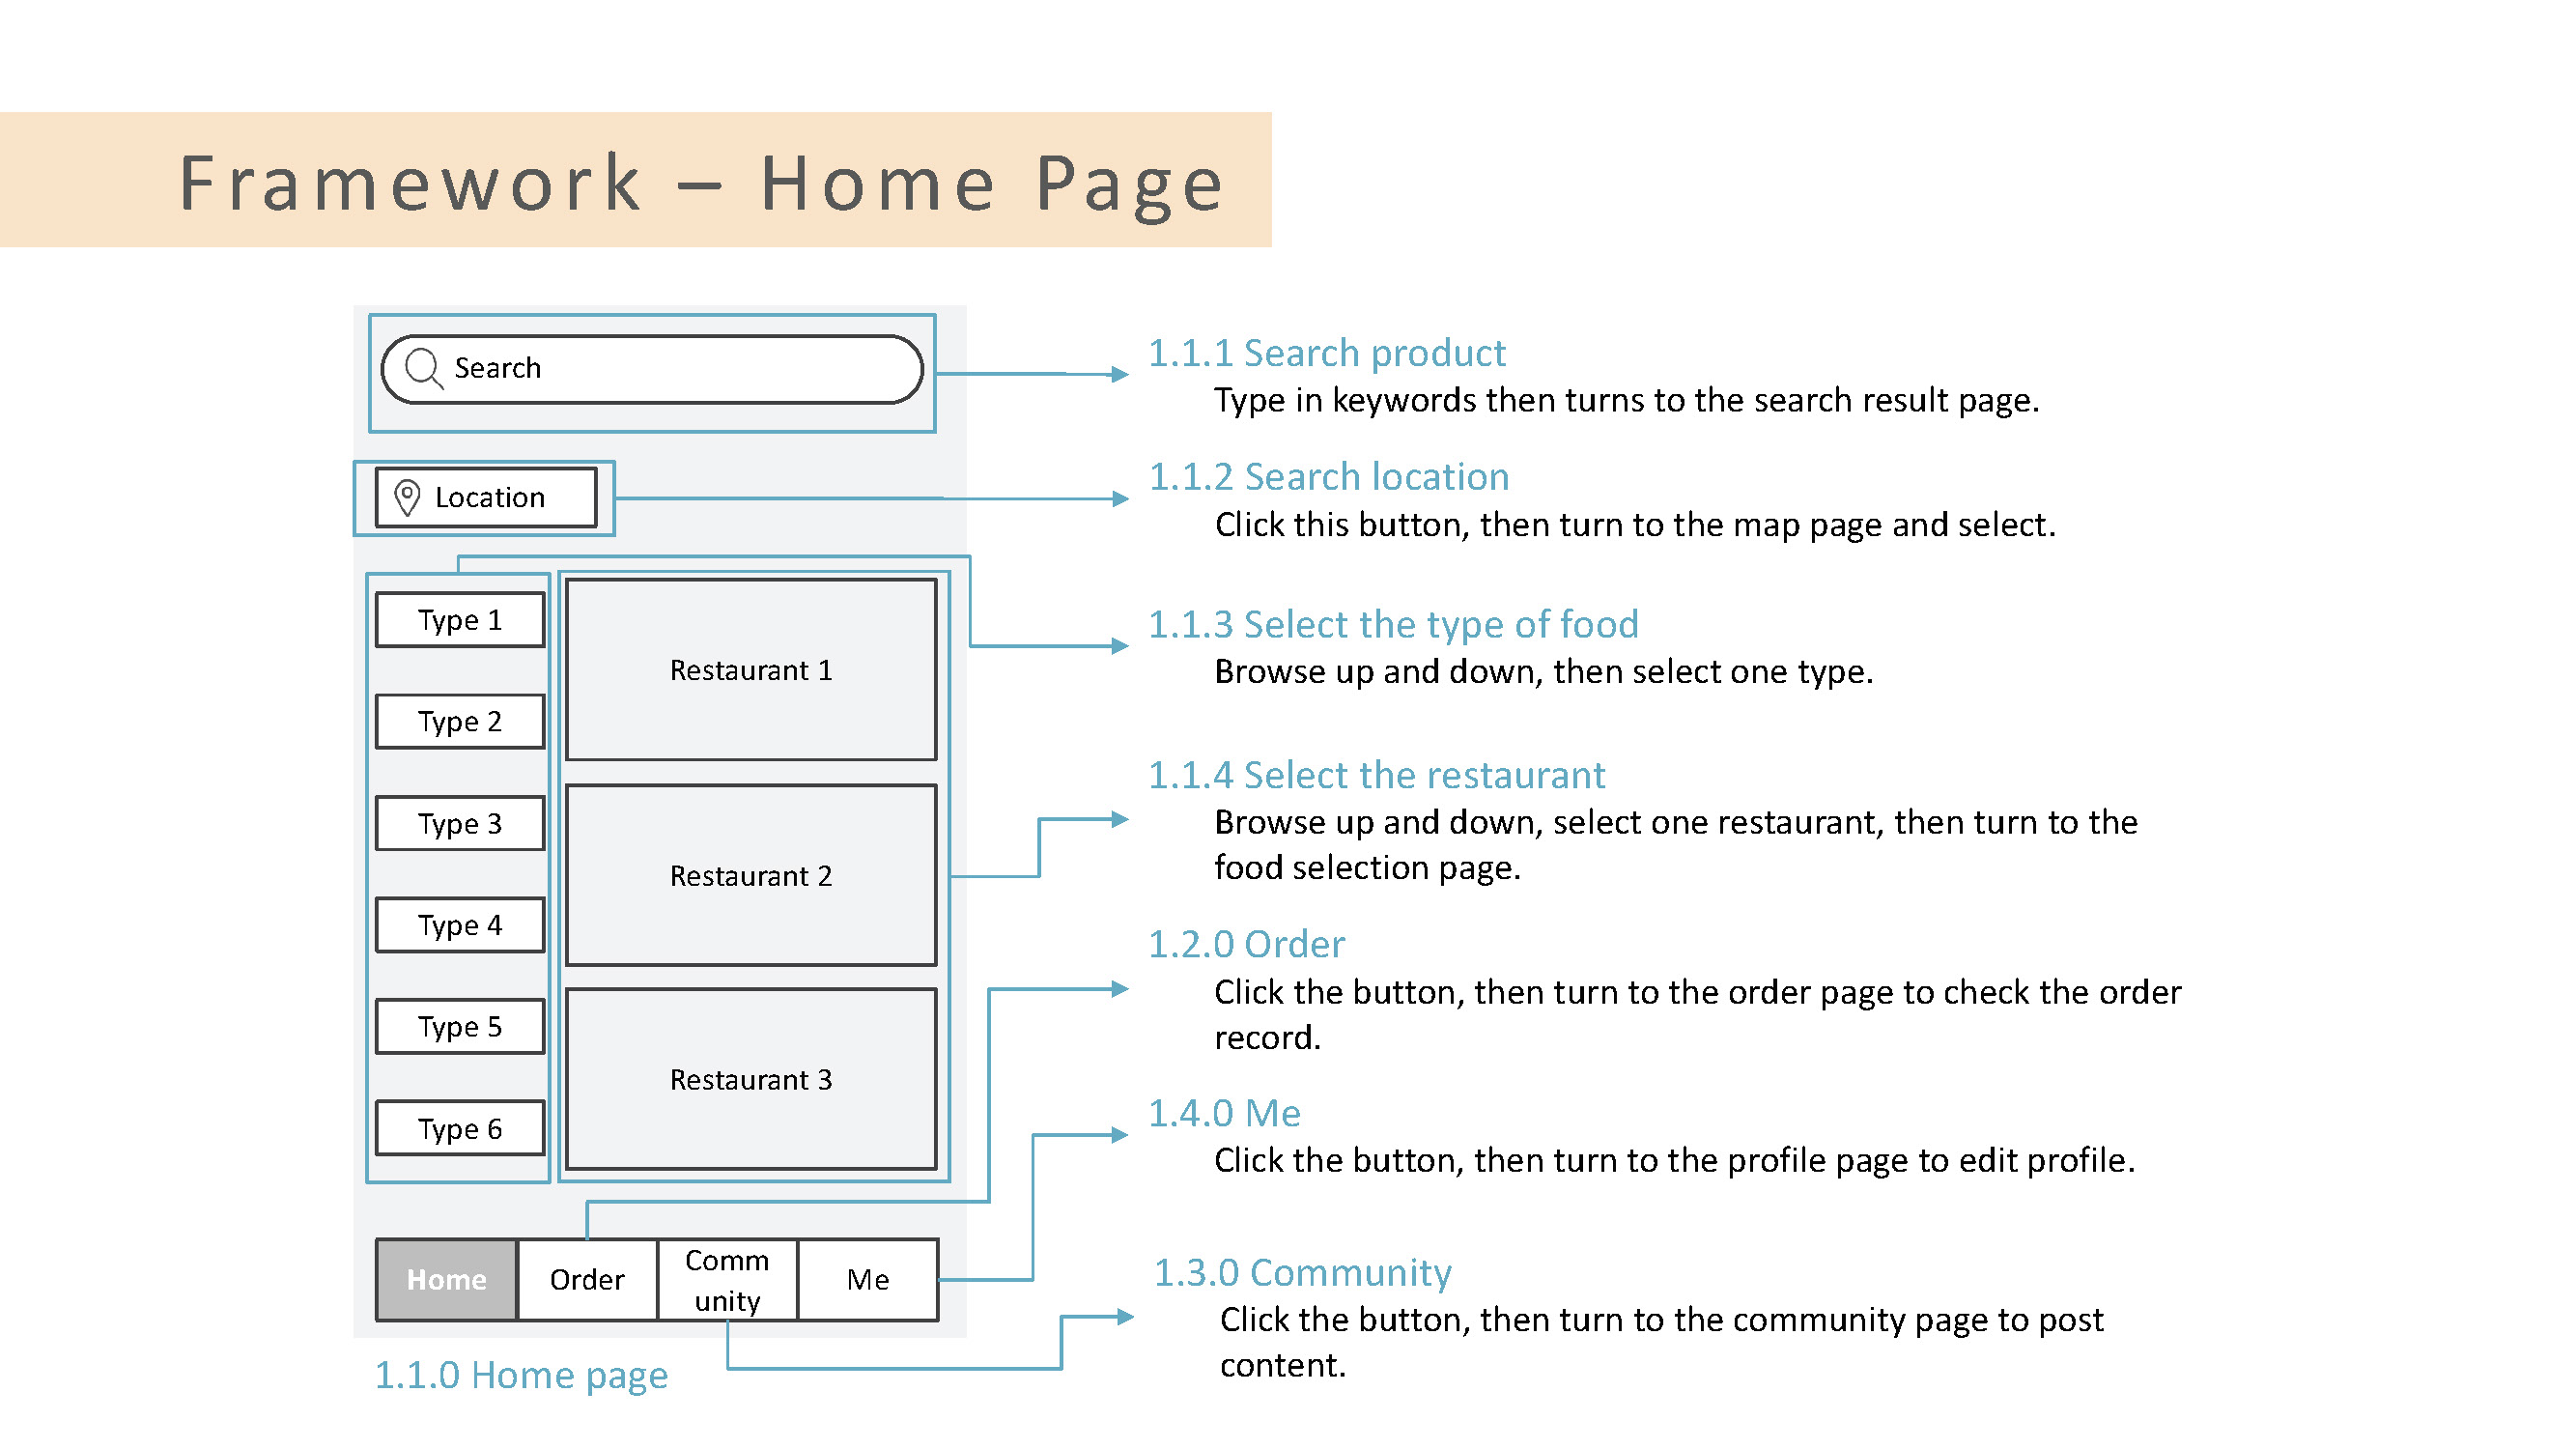 Framework – Home Page
Search
Location
Type 1
Type 2
Type 3
Type 4
Type 5
Type 6
Restaurant 1
Restaurant 2
Restaurant 3
Home
Order
Comm
unity
Me
1.1.0 Home page
1.1.1 Search product
Type in keywords then turns to the search result page.
1.1.2 Search location
Click this button, then turn to the map page and select.
1.1.3 Select the type of food
Browse up and down, then select one type.
1.1.4 Select the restaurant
Browse up and down, select one restaurant, then turn to the
food selection page.
1.2.0 Order
Click the button, then turn to the order page to check the order
record.
1.4.0 Me
Click the button, then turn to the profile page to edit profile.
1.3.0 Community
Click the button, then turn to the community page to post
content.